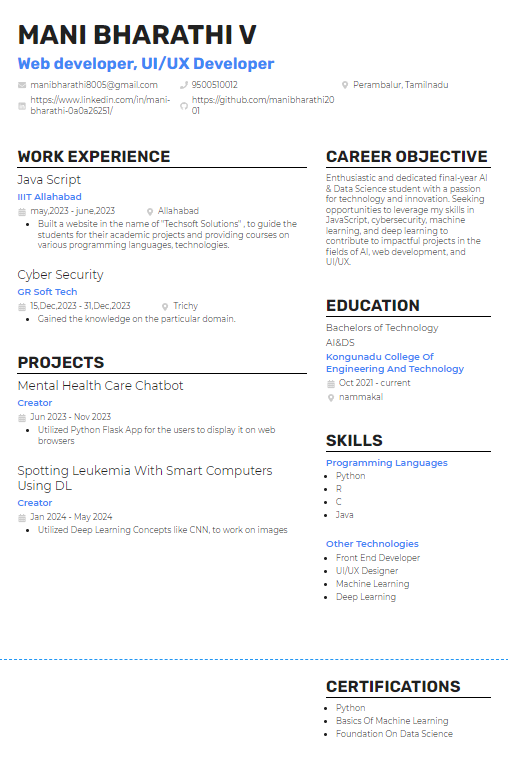 MANI BHARATHI V
Web developer, UI/UX Developer
manibharathi8005@gmail.com
9500510012
Perambalur, Tamilnadu
https://www.linkedin.com/in/mani-
bharathi-0a0a26251/
https://github.com/manibharathi20
01
WORK EXPERIENCE
Java Script
IIIT Allahabad
may,2023 - june,2023
Allahabad
Built a website in the name of "Techsoft Solutions" , to guide the
students for their academic projects and providing courses on
various programming languages, technologies.
Cyber Security
GR Soft Tech
15,Dec,2023 - 31,Dec,2023
Trichy
Gained the knowledge on the particular domain.
PROJECTS
Mental Health Care Chatbot
Creator
Jun 2023 - Nov 2023
Utilized Python Flask App for the users to display it on web
browsers
Spotting Leukemia With Smart Computers
Using DL
Creator
Jan 2024 - May 2024
Utilized Deep Learning Concepts like CNN, to work on images
CAREER OBJECTIVE
Enthusiastic and dedicated final-year AI
& Data Science student with a passion
for technology and innovation. Seeking
opportunities to leverage my skills in
JavaScript, cybersecurity, machine
learning, and deep learning to
contribute to impactful projects in the
fields of AI, web development, and
UI/UX.
EDUCATION
Bachelors of Technology
AI&DS
Kongunadu College Of
Engineering And Technology
Oct 2021 - current
nammakal
SKILLS
Programming Languages
Python
R
C
Java
Other Technologies
Front End Developer
UI/UX Designer
Machine Learning
Deep Learning
CERTIFICATIONS
Python
Basics Of Machine Learning
Foundation On Data Science